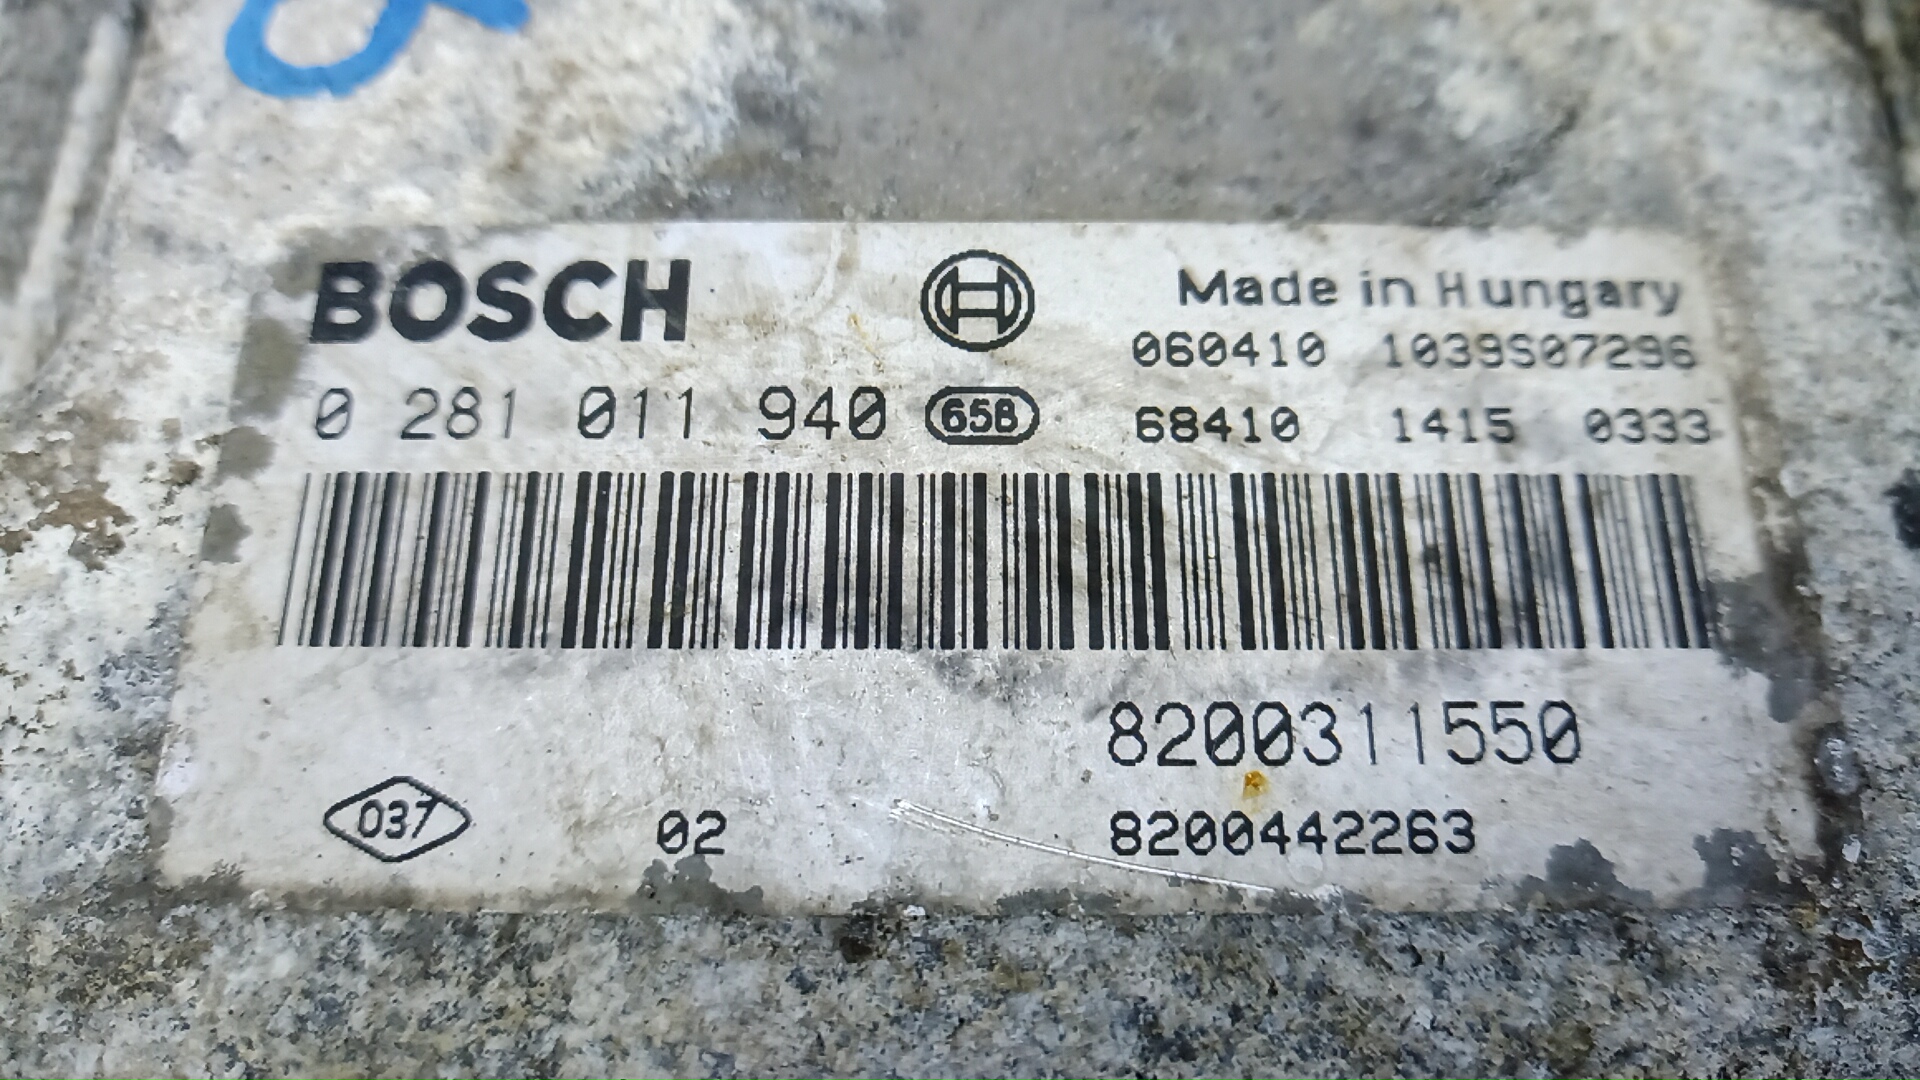 BOSCH
Made in Hungary
060410 1039S07296
0 281 011 940 658 68410 1415 0333
8200311550
037 02 8200442263